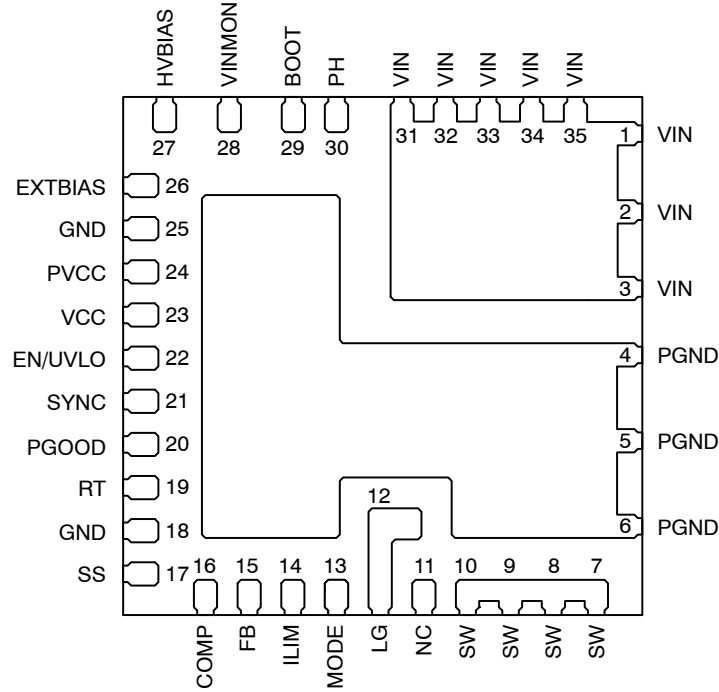 HVBIAS
VINMON
BOOT
PH
VIN
VIN
VIN
VIN
VIN
27
28
29
30
31
32
33
34
35
1 VIN
2 VIN
3 VIN
4 PGND
5 PGND
6 PGND
EXTBIAS 26
GND 25
PVCC 24
VCC 23
EN/UVLO 22
SYNC 21
PGOOD 20
RT 19
GND 18
SS 17
16
15
14
13
12
11
10
9
8
7
COMP
FB
ILIM
MODE
LG
NC
SW
SW
SW
SW